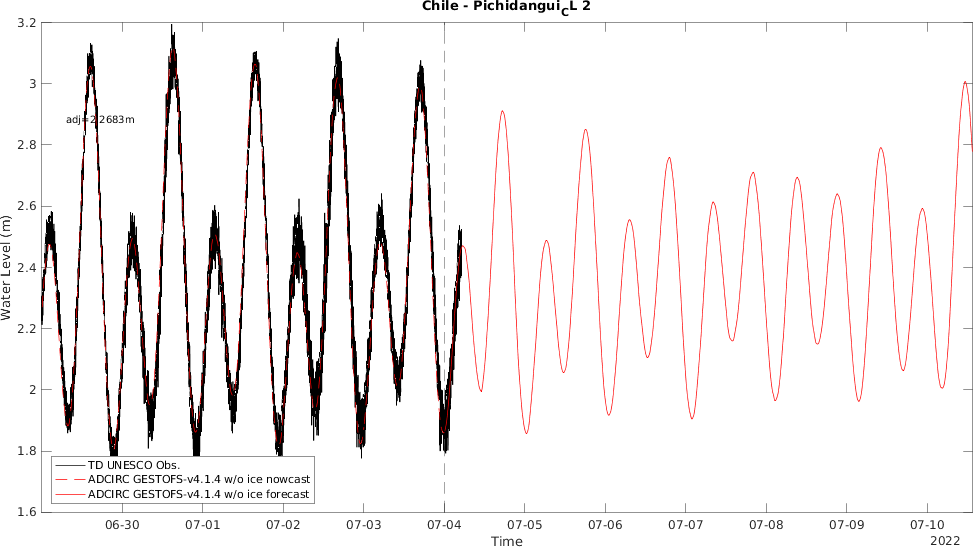 Chile - Pichidangui_CL 2
3.2
3
2.8
2.6
2.4
2.2
2
1.8
1.6
Water Level (m)
adj=2.2683m
TD UNESCO Obs.
ADCIRC GESTOFS-v4.1.4 w/o ice nowcast
ADCIRC GESTOFS-v4.1.4 w/o ice forecast
06-30 07-01 07-02 07-03 07-04 07-05 07-06 07-07 07-08 07-09 07-10
Time
2022